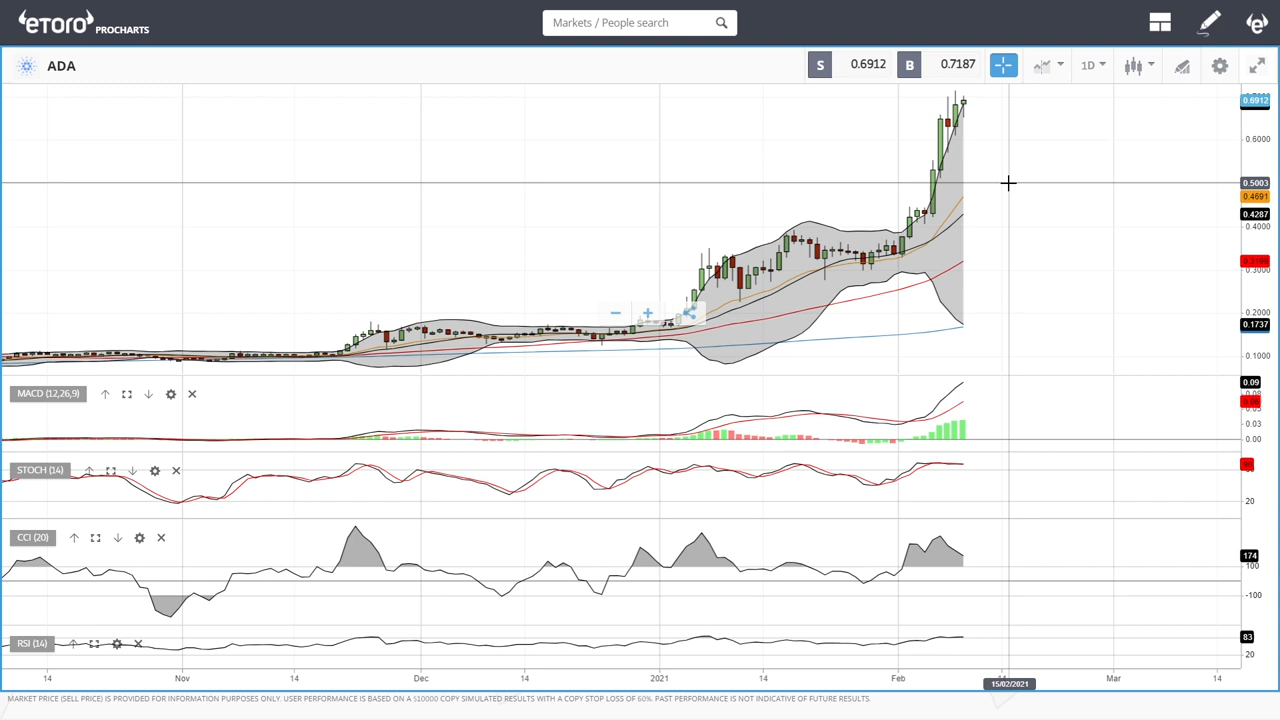 eToro PROCHARTS
Markets / People search
ADA
S 0.6912 B 0.7187
1D
0.6912
0.6000
0.5003
0.4691
0.4287
0.4000
0.3000
0.2000
0.1737
0.1000
MACD (12,26,9)
0.09
0.03
0.00
STOCH (14)
20
CCI (20)
174
100
-100
RSI (14)
83
20
14 Nov 14 Dec 14 2021 14 Feb Mar 14
15/02/2021
MARKET PRICE (SELL PRICE) IS PROVIDED FOR INFORMATION PURPOSES ONLY. USER PERFORMANCE IS BASED ON A $10000 COPY SIMULATED RESULTS WITH A COPY STOP LOSS OF 60%. PAST PERFORMANCE IS NOT INDICATIVE OF FUTURE RESULTS.